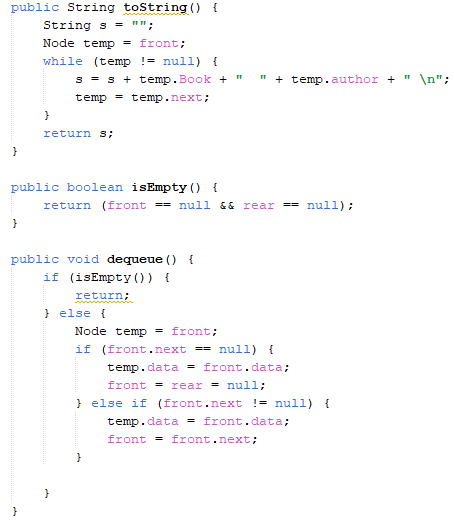 public String toString() {
    String s = "";
    Node temp = front;
    while (temp != null) {
        s = s + temp.Book + "  " + temp.author + " \n";
        temp = temp.next;
    }
    return s;
}

public boolean isEmpty() {
    return (front == null && rear == null);
}

public void dequeue() {
    if (isEmpty()) {
        return;
    } else {
        Node temp = front;
        if (front.next == null) {
            temp.data = front.data;
            front = rear = null;
        } else if (front.next != null) {
            temp.data = front.data;
            front = front.next;
        }

    }
}